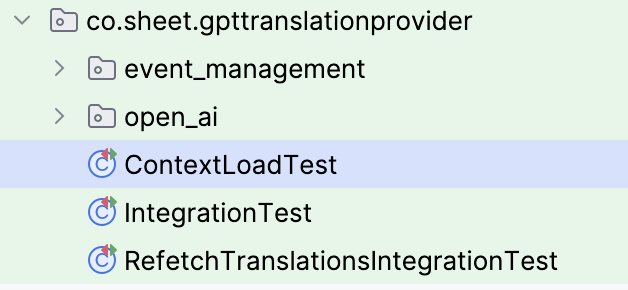 co.sheet.gpttranslationprovider
event_management
open_ai
ContextLoadTest
IntegrationTest
RefetchTranslationsIntegrationTest